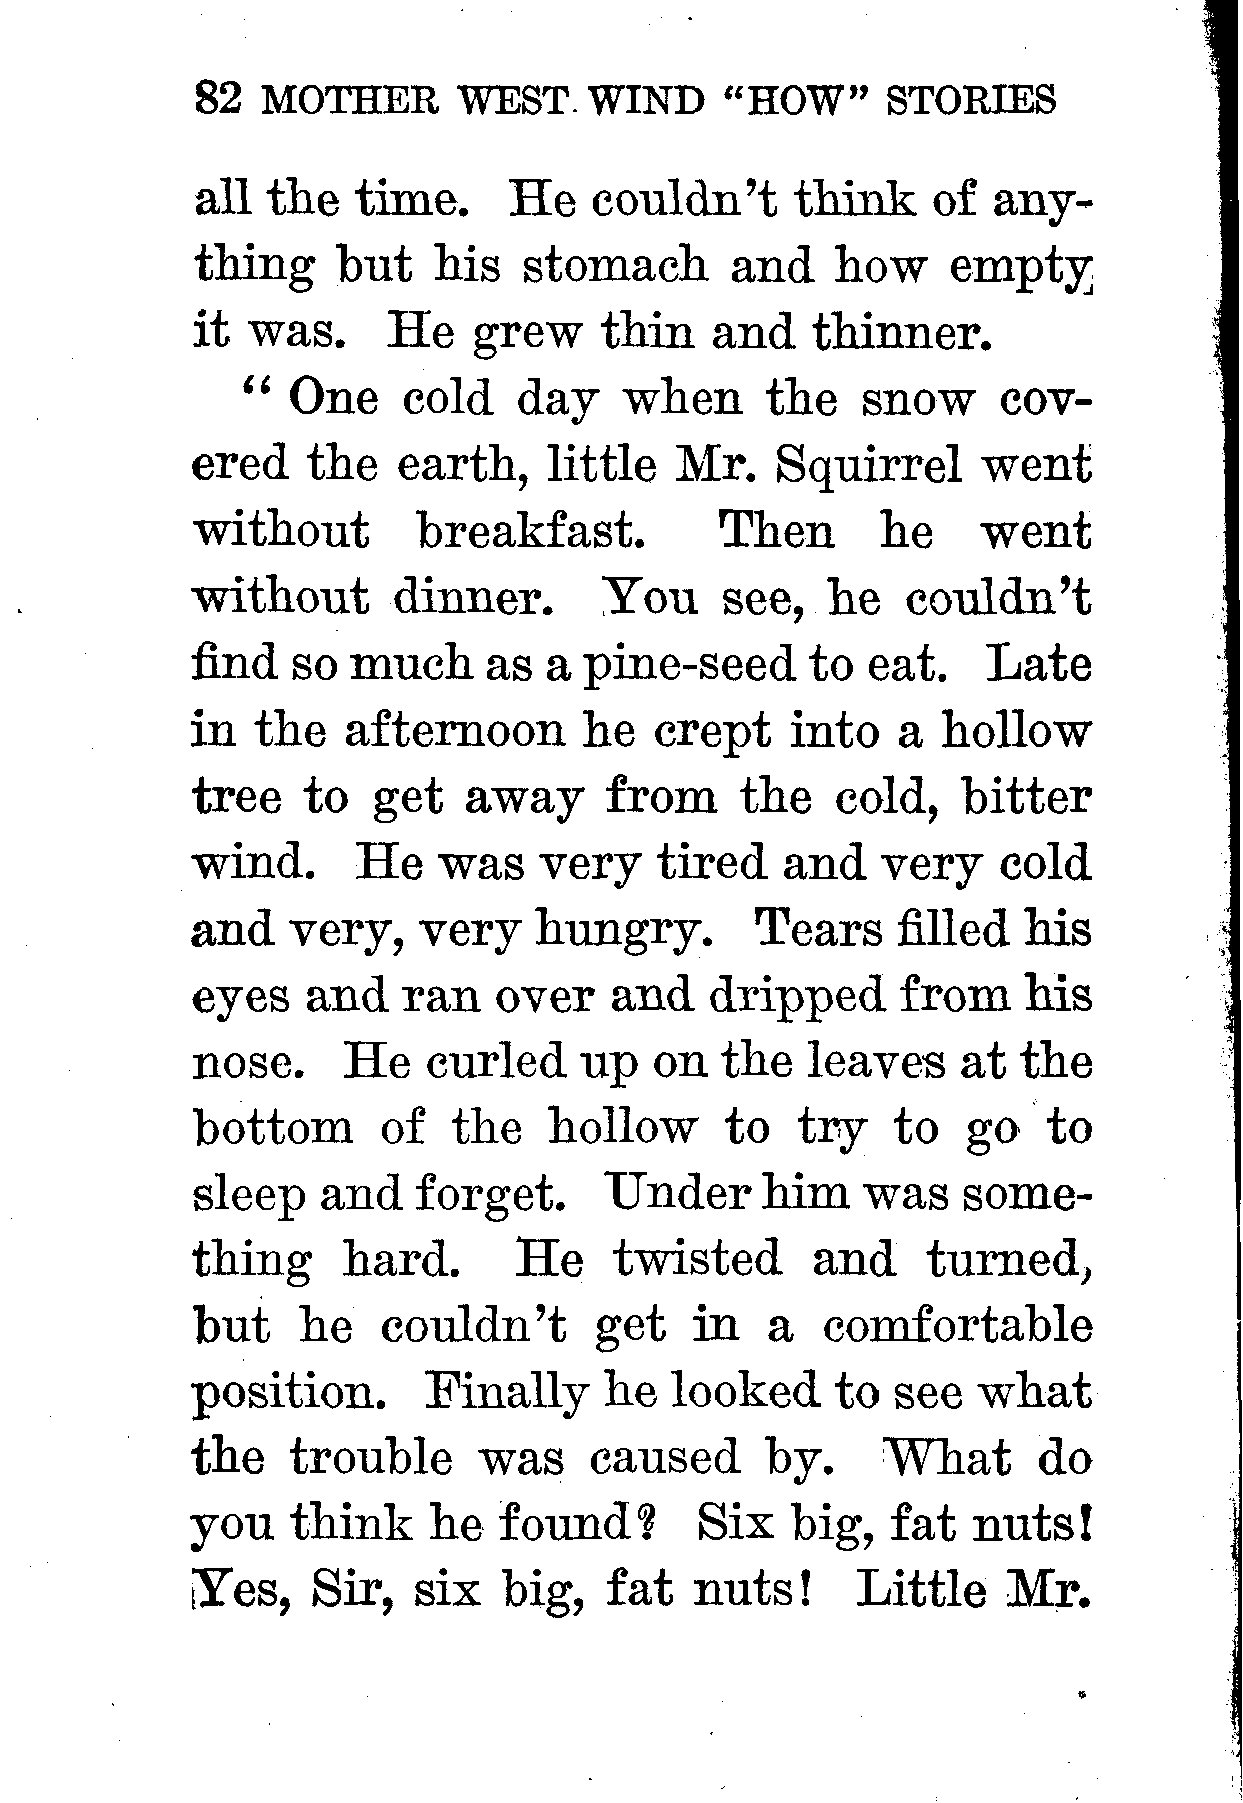 82 MOTHER WEST WIND "HOW" STORIES
all the time. He couldn't think of any-
thing but his stomach and how empty
it was. He grew thin and thinner.
"One cold day when the snow cov-
ered the earth, little Mr. Squirrel went
without breakfast. Then he went
without dinner. You see, he couldn't
find so much as a pine-seed to eat. Late
in the afternoon he crept into a hollow
tree to get away from the cold, bitter
wind. He was very tired and very cold
and very, very hungry. Tears filled his
eyes and ran over and dripped from his
nose. He curled up on the leaves at the
bottom of the hollow to try to go to
sleep and forget. Under him was some-
thing hard. He twisted and turned,
but he couldn't get in a comfortable
position. Finally he looked to see what
the trouble was caused by. What do
you think he found? Six big, fat nuts!
Yes, Sir, six big, fat nuts! Little Mr.